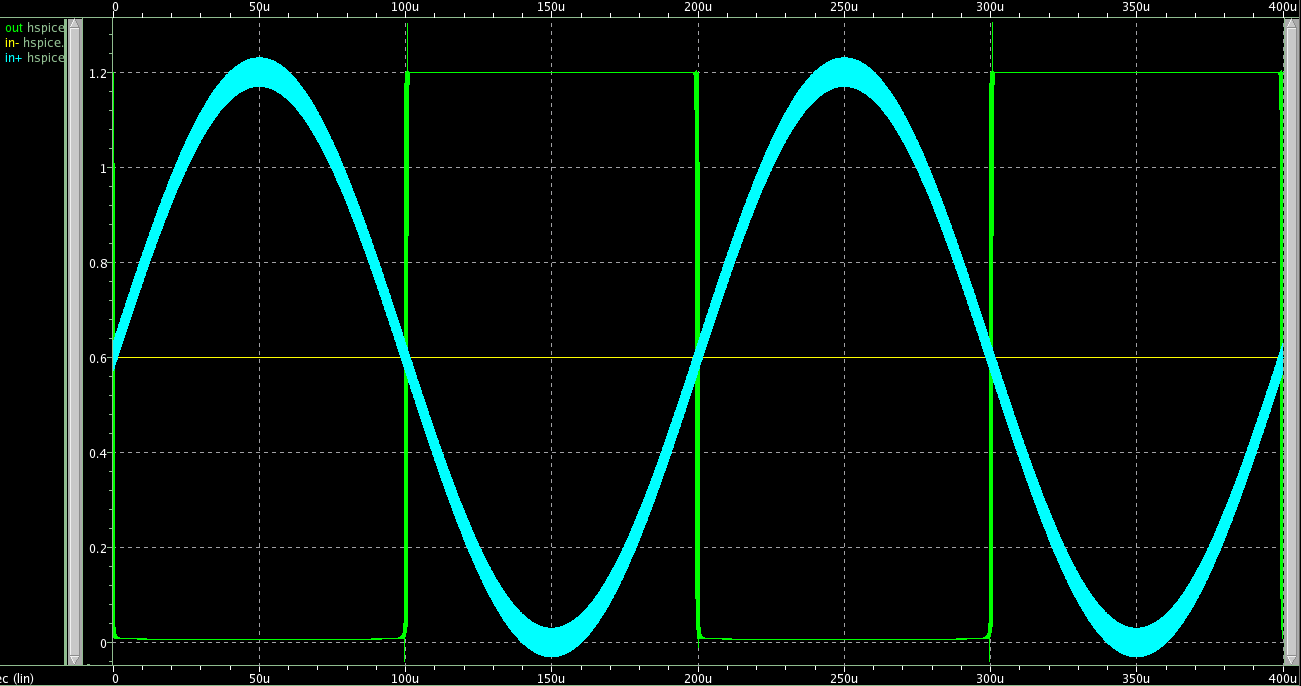 0 50u 100u 150u 200u 250u 300u 350u 400u
out hspice
in- hspice.
in+ hspice
1.2
1
0.8
0.6
0.4
0.2
0
ec (lin) 0 50u 100u 150u 200u 250u 300u 350u 400u